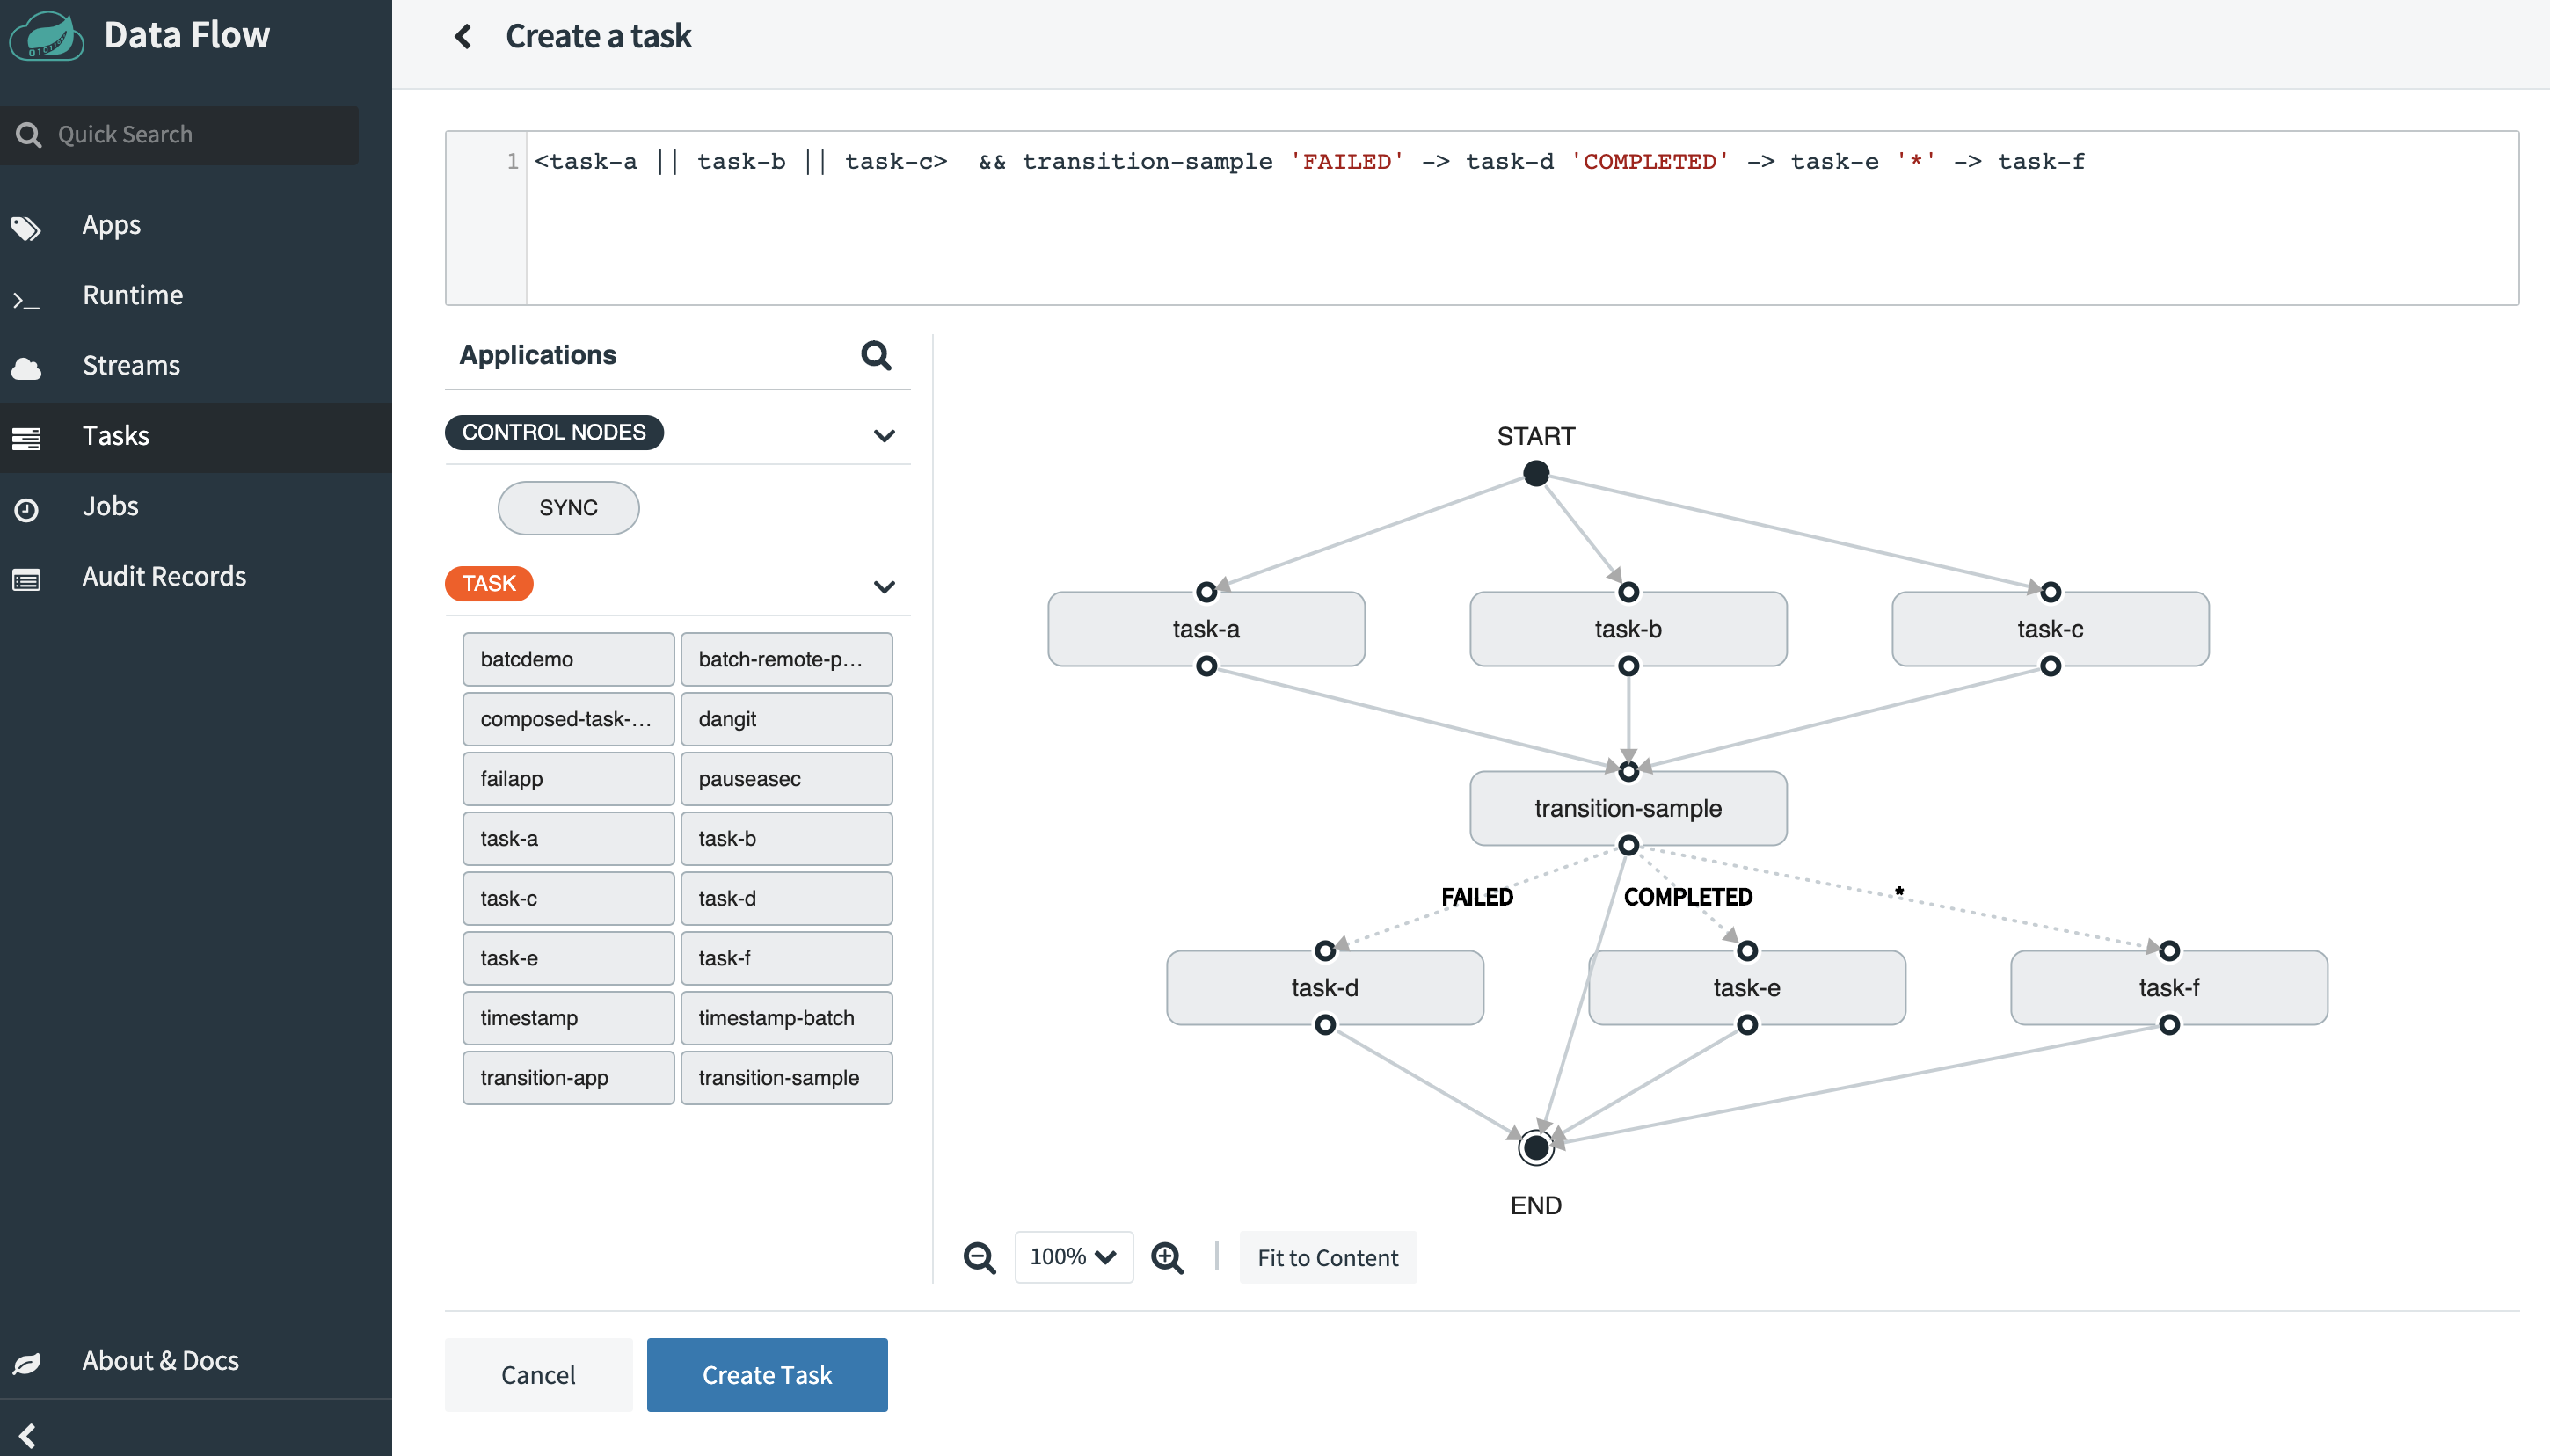 Data Flow
Quick Search
Apps
Runtime
Streams
Tasks
Jobs
Audit Records
About & Docs
Create a task
1 <task-a || task-b || task-c>  && transition-sample 'FAILED' -> task-d 'COMPLETED' -> task-e '*' -> task-f
Applications
CONTROL NODES
SYNC
TASK
batcdemo batch-remote-p...
composed-task-... dangit
failapp pauseasec
task-a task-b
task-c task-d
task-e task-f
timestamp timestamp-batch
transition-app transition-sample
START
task-a task-b task-c
transition-sample
FAILED COMPLETED *
task-d task-e task-f
END
100% Fit to Content
Cancel Create Task